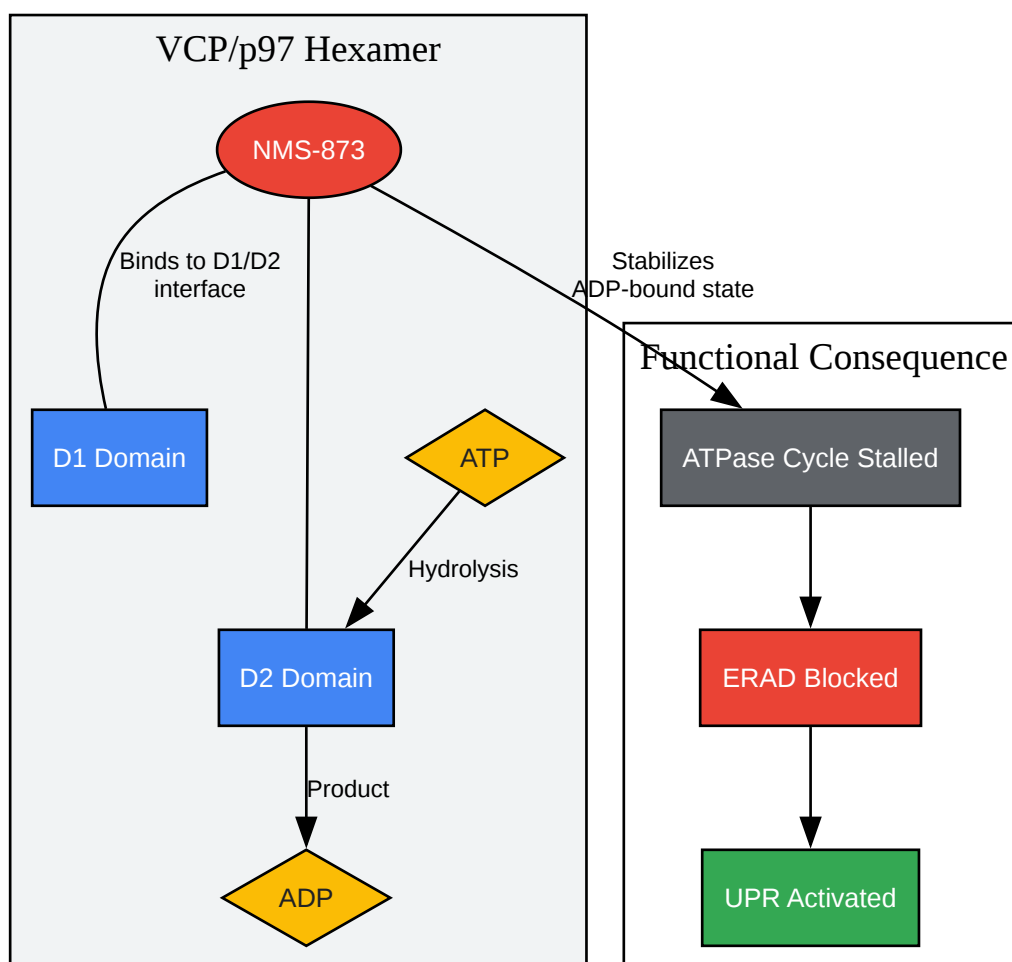 VCP/p97 Hexamer
NMS-873
Binds to D1/D2
interface
Stabilizes
ADP-bound state
Functional Consequence
D1 Domain
ATP
ATPase Cycle Stalled
Hydrolysis
D2 Domain
ERAD Blocked
Product
ADP
UPR Activated